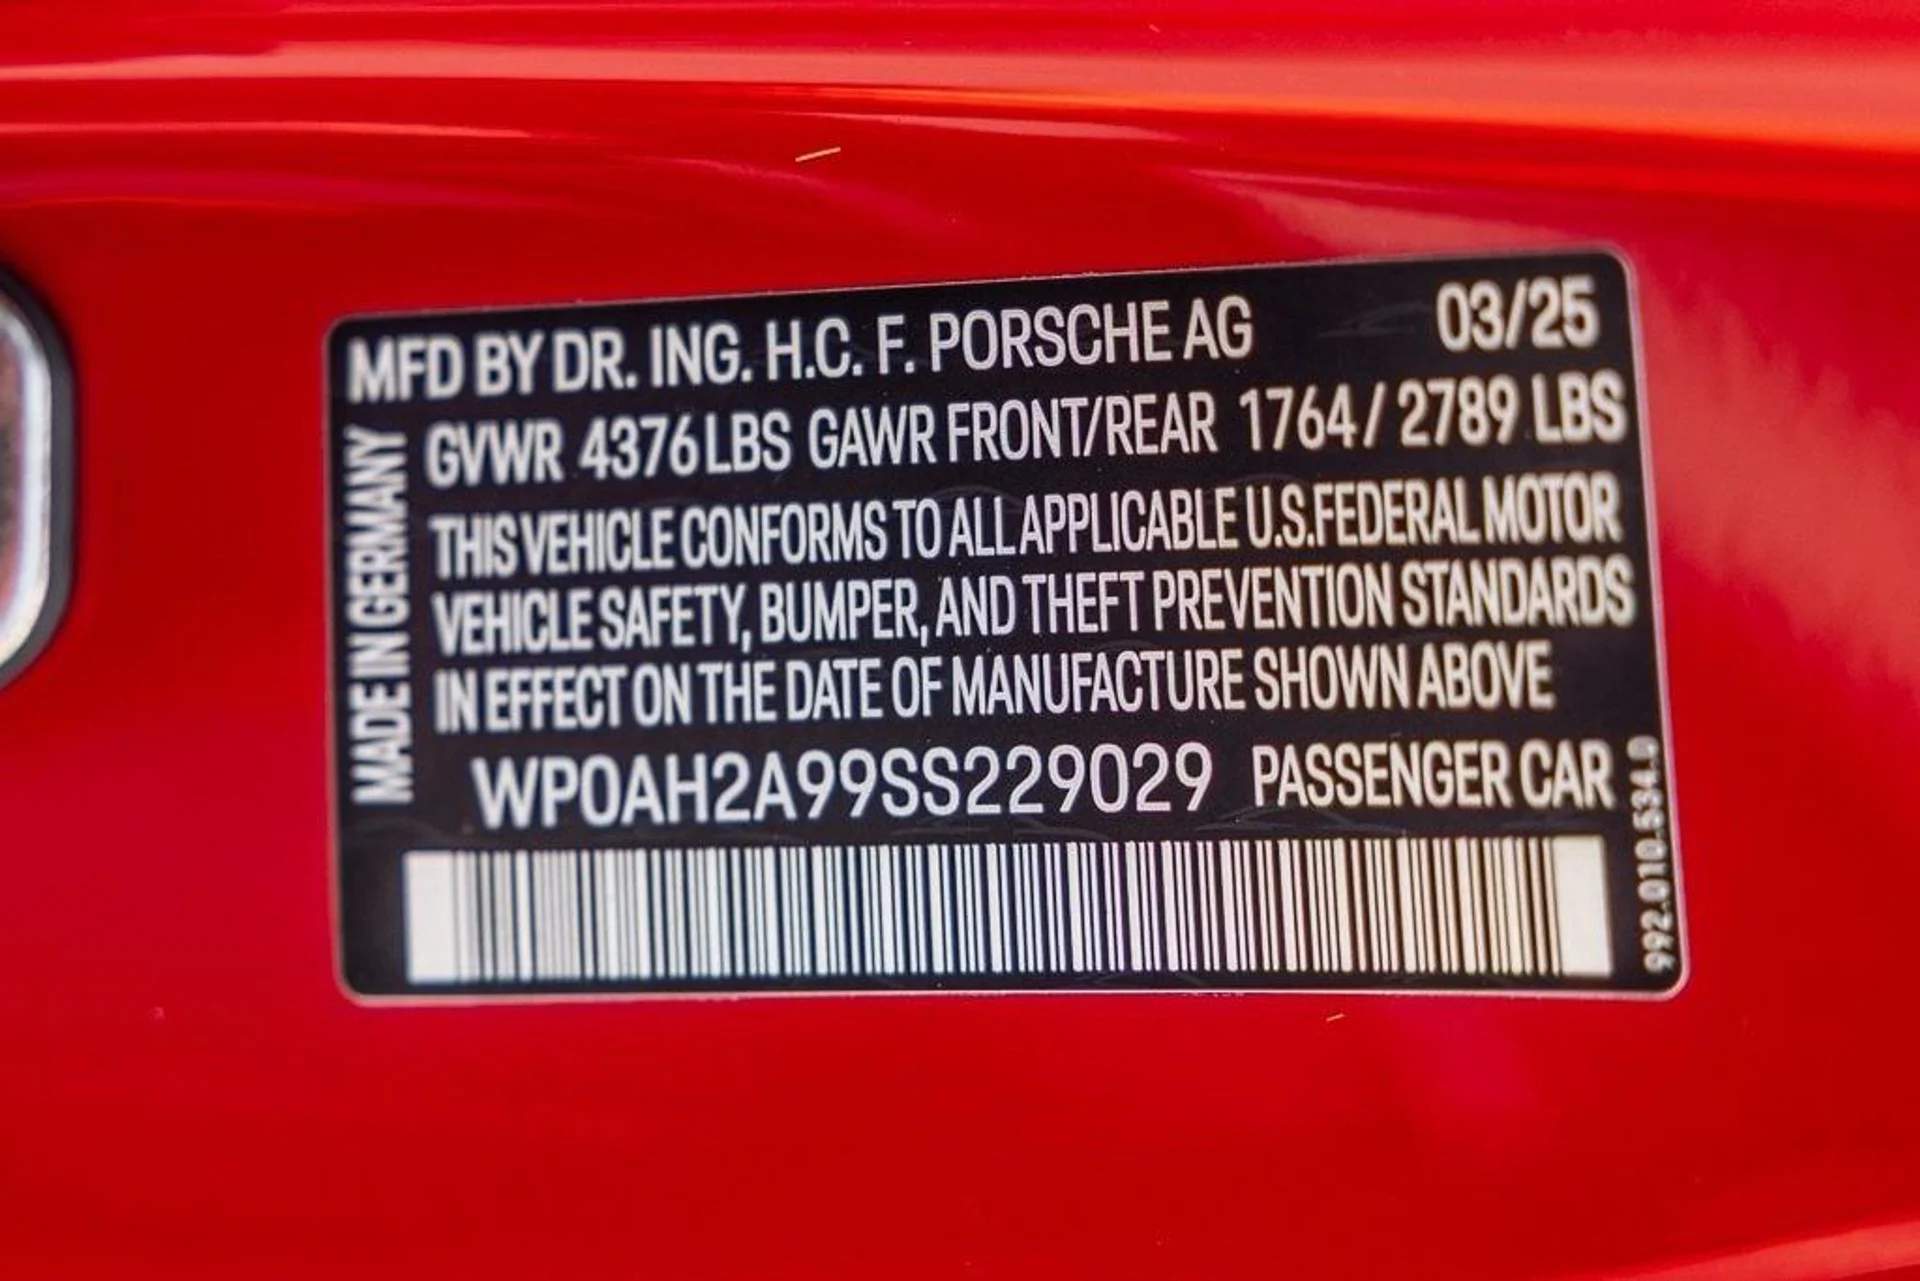 MFD BY DR. ING. H.C. F. PORSCHE AG 03/25
GVWR 4376 LBS GAWR FRONT/REAR 1764 / 2789 LBS
THIS VEHICLE CONFORMS TO ALL APPLICABLE U.S.FEDERAL MOTOR
VEHICLE SAFETY, BUMPER, AND THEFT PREVENTION STANDARDS
IN EFFECT ON THE DATE OF MANUFACTURE SHOWN ABOVE
WP0AH2A99SS229029 PASSENGER CAR
MADE IN GERMANY
992.010.534.D